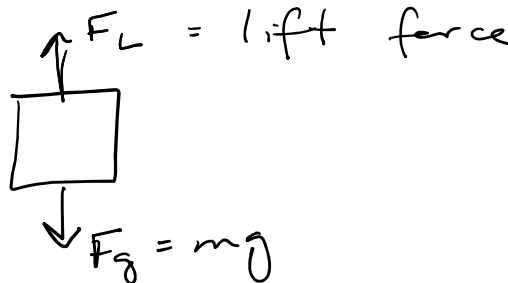 F_L = lift force
F_g = mg